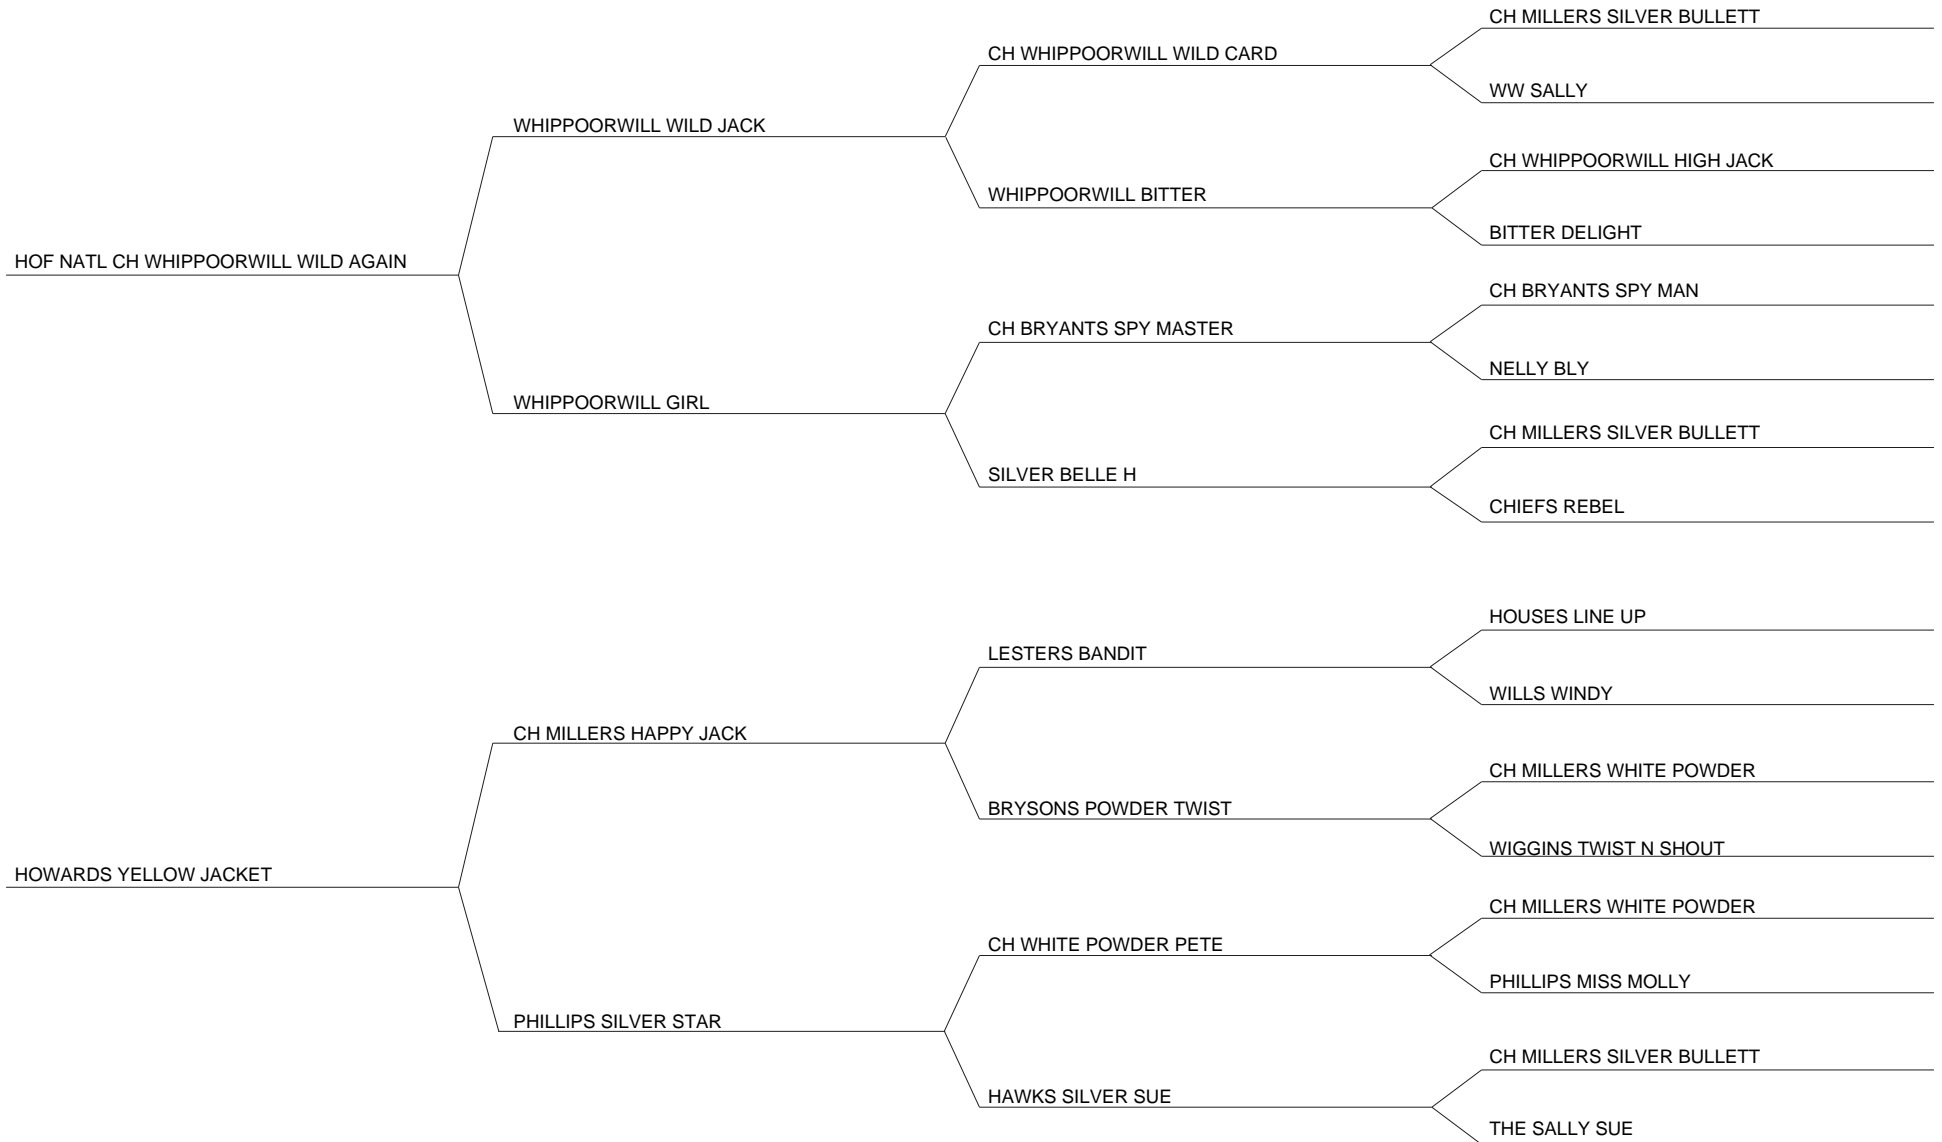 CH MILLERS SILVER BULLETT
CH WHIPPOORWILL WILD CARD
WW SALLY
WHIPPOORWILL WILD JACK
CH WHIPPOORWILL HIGH JACK
WHIPPOORWILL BITTER
BITTER DELIGHT
HOF NATL CH WHIPPOORWILL WILD AGAIN
CH BRYANTS SPY MAN
CH BRYANTS SPY MASTER
NELLY BLY
WHIPPOORWILL GIRL
CH MILLERS SILVER BULLETT
SILVER BELLE H
CHIEFS REBEL
HOUSES LINE UP
LESTERS BANDIT
WILLS WINDY
CH MILLERS HAPPY JACK
CH MILLERS WHITE POWDER
BRYSONS POWDER TWIST
WIGGINS TWIST N SHOUT
HOWARDS YELLOW JACKET
CH MILLERS WHITE POWDER
CH WHITE POWDER PETE
PHILLIPS MISS MOLLY
PHILLIPS SILVER STAR
CH MILLERS SILVER BULLETT
HAWKS SILVER SUE
THE SALLY SUE